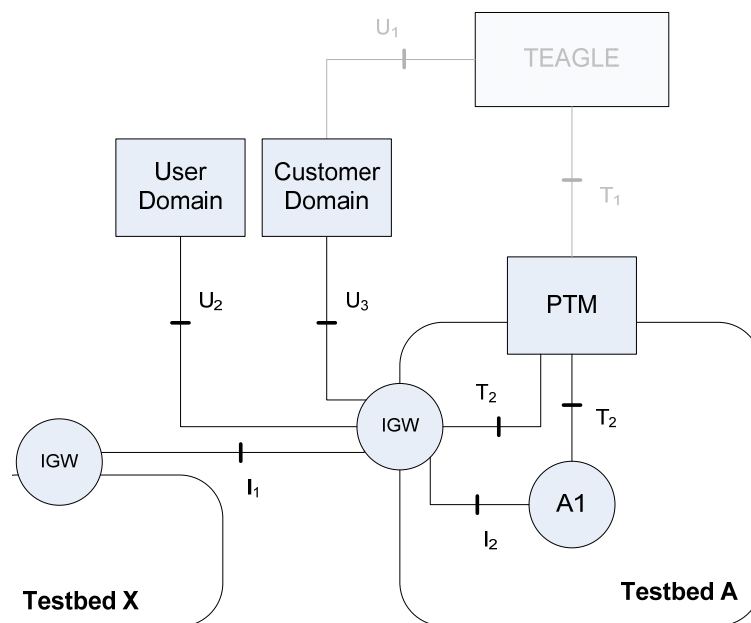 U₁
TEAGLE
User
Domain
Customer
Domain
T₁
U₂
U₃
PTM
T₂
T₂
IGW
IGW
I₁
A1
I₂
Testbed X
Testbed A